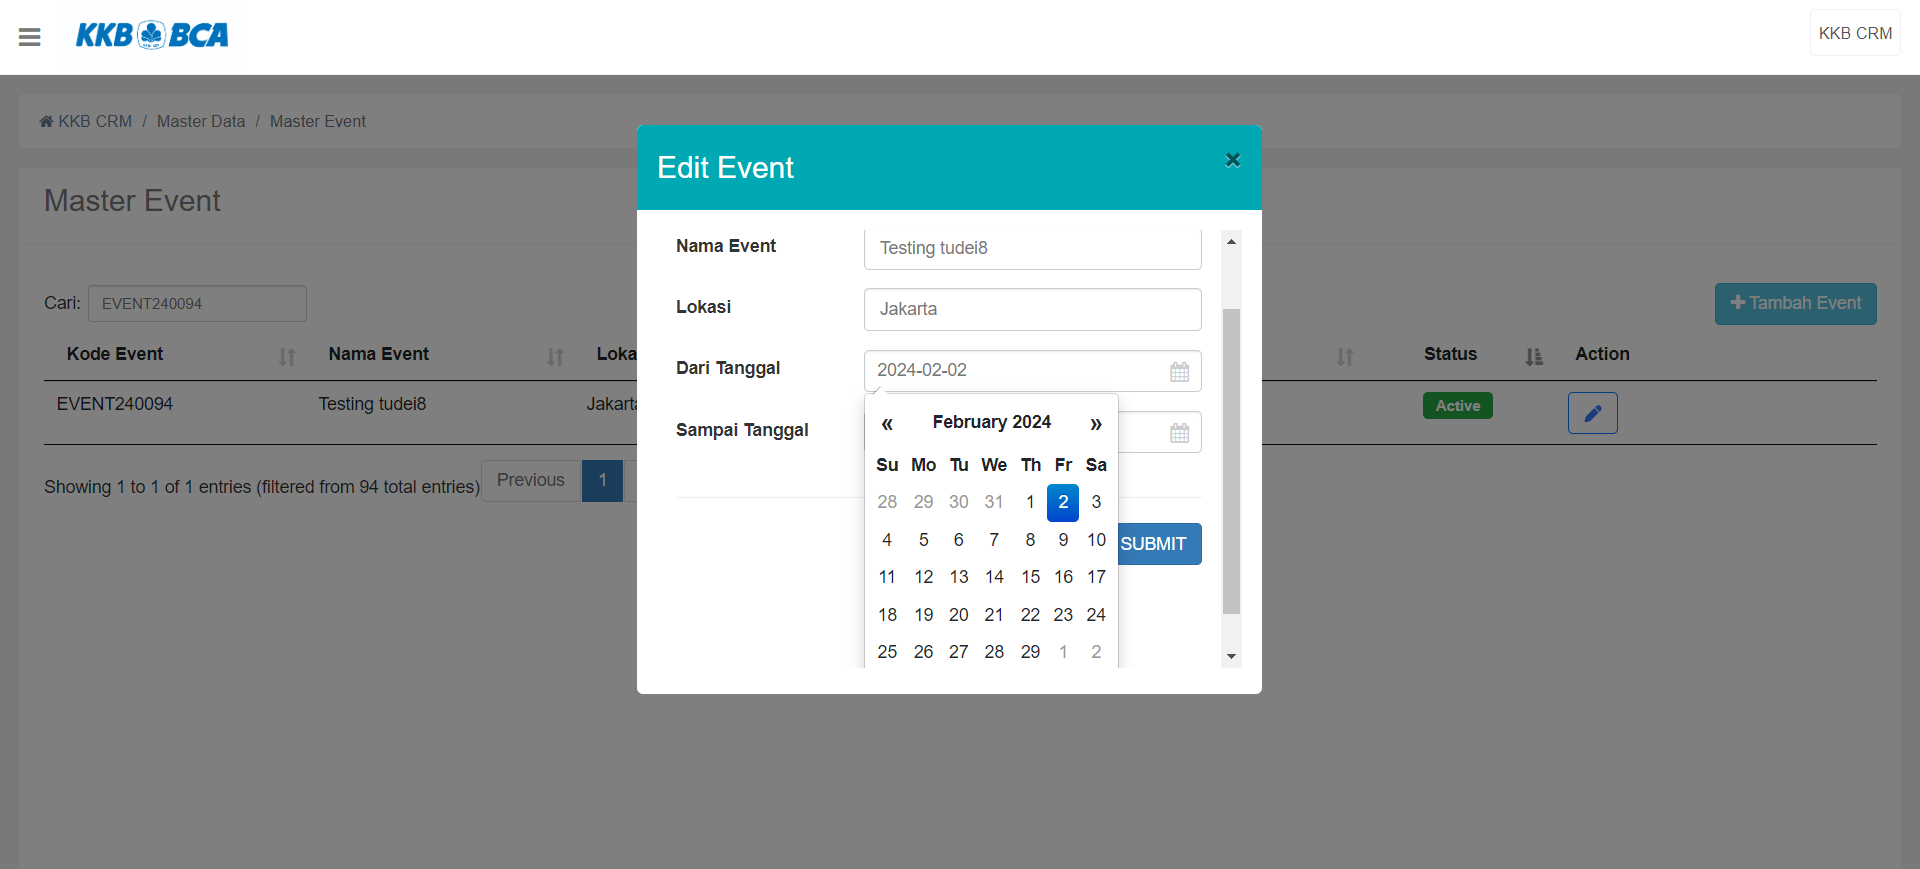 KKB BCA
KKB CRM
KKB CRM / Master Data / Master Event
Master Event
Cari: EVENT240094
Tambah Event
Kode Event Nama Event Loka Status Action
EVENT240094 Testing tudei8 Jakarta Active
Showing 1 to 1 of 1 entries (filtered from 94 total entries) Previous 1
Edit Event
Nama Event Testing tudei8
Lokasi Jakarta
Dari Tanggal 2024-02-02
Sampai Tanggal
« February 2024 »
Su Mo Tu We Th Fr Sa
28 29 30 31 1 2 3
4 5 6 7 8 9 10
11 12 13 14 15 16 17
18 19 20 21 22 23 24
25 26 27 28 29 1 2
SUBMIT